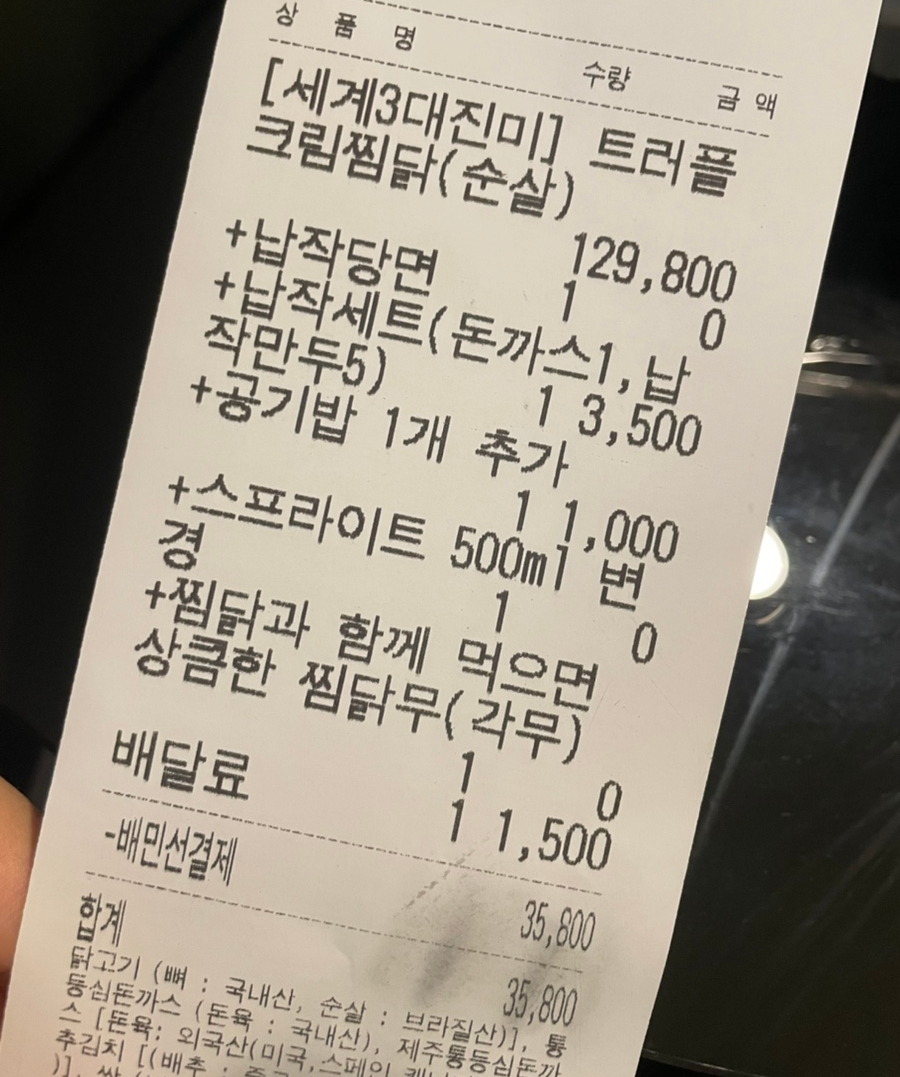 상 품 명 수량 금 액
[세계3대진미] 트러플
크림찜닭(순살)
129,800
+납작당면 1 0
+납작세트(돈까스1,납
작만두5) 1 3,500
+공기밥 1개 추가
1 1,000
+스프라이트 500ml 변
경 1 0
+찜닭과 함께 먹으면
상큼한 찜닭무(각무)
1 0
배달료 1 1,500
-배민선결제 35,800
합계 35,800
닭고기 (뼈 : 국내산, 순살 : 브라질산)], 통
등심돈까스 (돈육 : 국내산), 제주통등심돈까
스 [돈육; 외국산(미국,스페인
추김치 [(배추 :